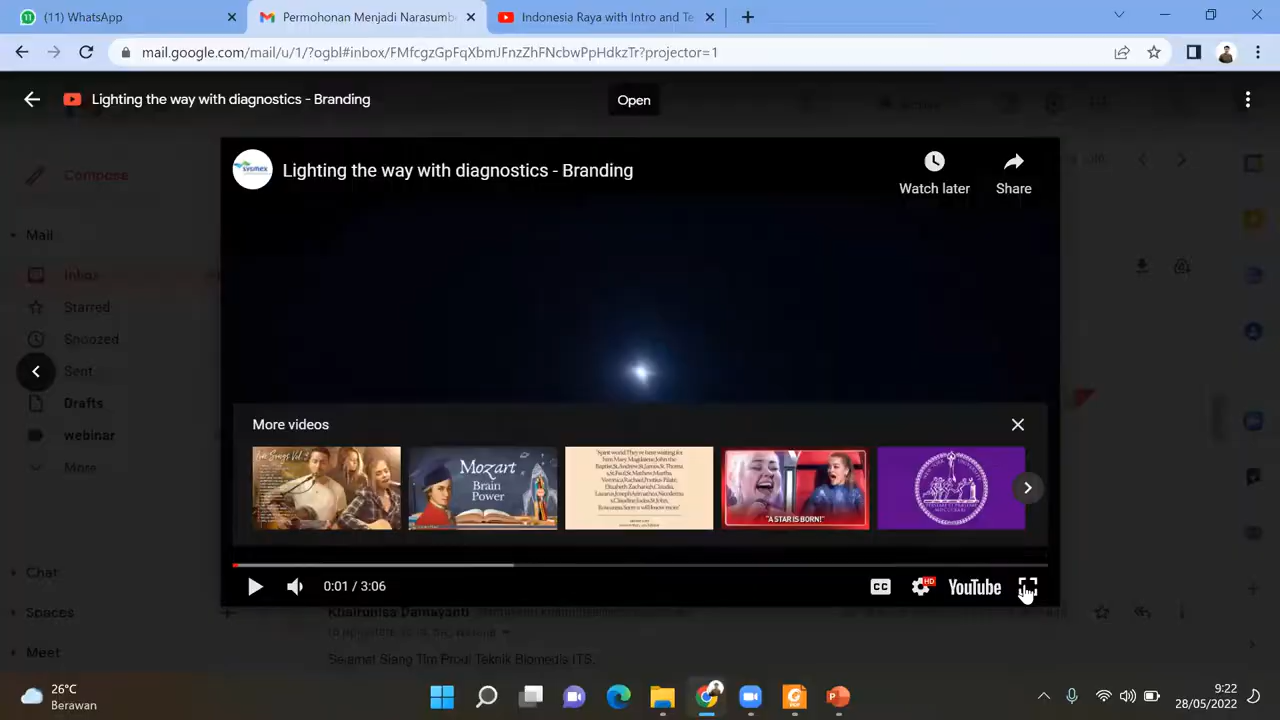 (11) WhatsApp
Permohonan Menjadi Narasumb
Indonesia Raya with Intro and Te
mail.google.com/mail/u/1/?ogbl#inbox/FMfcgzGpFqXbmJFnzZhFNcbwPpHdkzTr?projector=1
Lighting the way with diagnostics - Branding
Open
sysmex
Lighting the way with diagnostics - Branding
Watch later
Share
Compose
Mail
Inbox
Starred
Snoozed
Sent
Drafts
webinar
More
More videos
Mozart
Brain
Power
"A STAR IS BORN!"
0:01 / 3:06
CC
HD
YouTube
Chat
Spaces
Meet
Khairunisa Damayanti
Selamat Siang Tim Prodi Teknik Biomedis ITS,
26°C
Berawan
9:22
28/05/2022